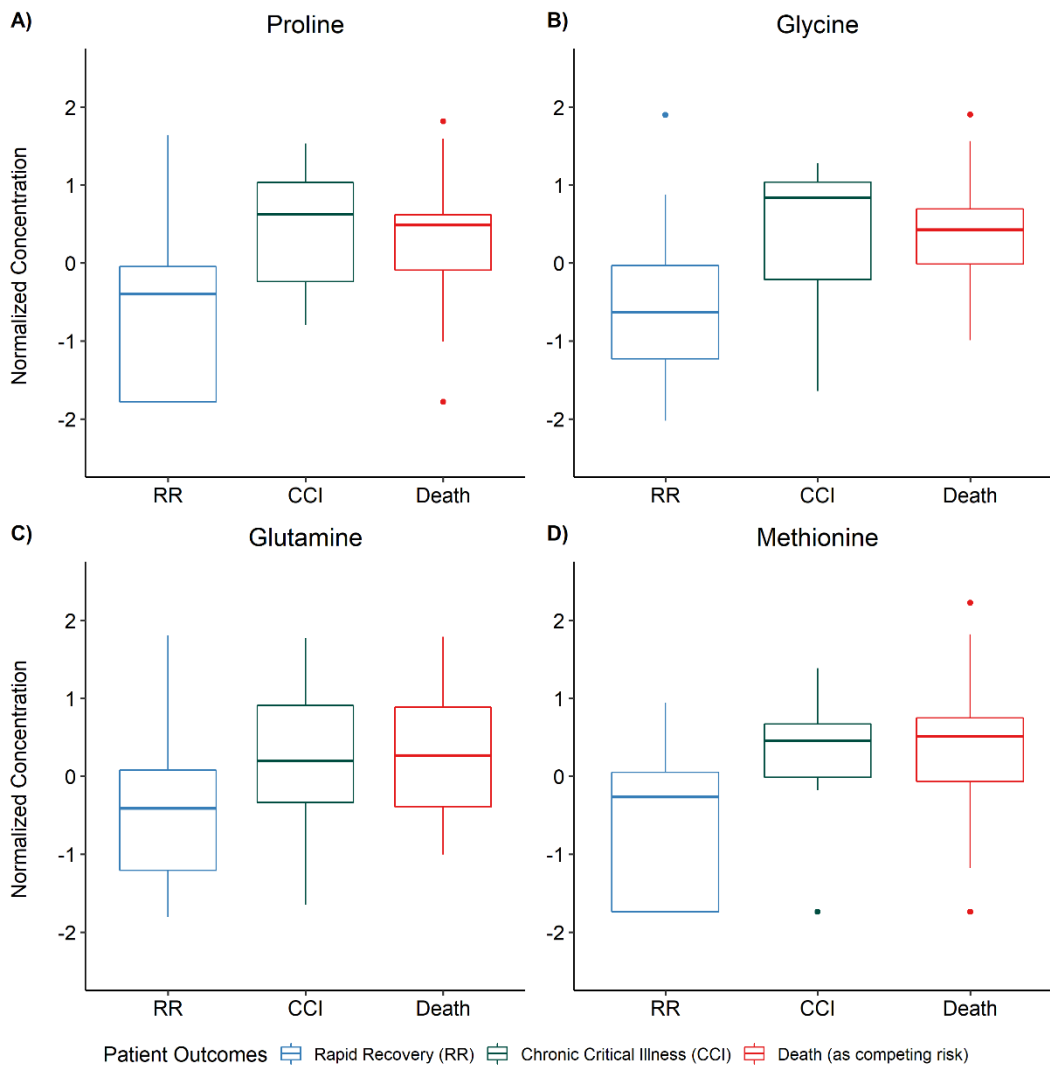 A) Proline
Normalized Concentration
2
1
0
-1
-2
RR CCI Death
B) Glycine
2
1
0
-1
-2
RR CCI Death
C) Glutamine
Normalized Concentration
2
1
0
-1
-2
RR CCI Death
D) Methionine
2
1
0
-1
-2
RR CCI Death
Patient Outcomes Rapid Recovery (RR) Chronic Critical Illness (CCI) Death (as competing risk)